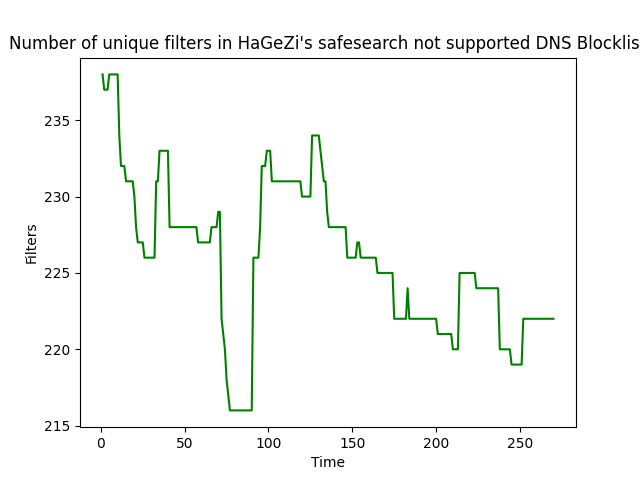 Number of unique filters in HaGeZi's safesearch not supported DNS Blocklis
235
230
225
220
215
Filters
0 50 100 150 200 250
Time